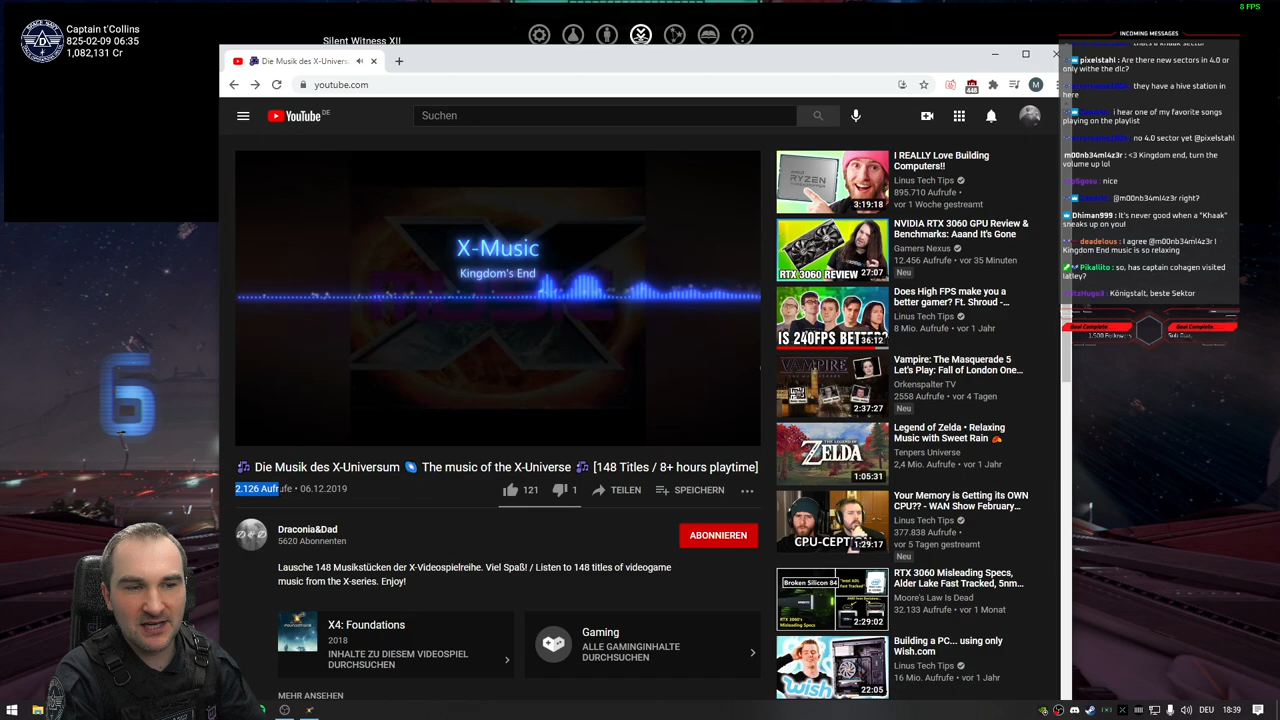 8 FPS
Captain t'Collins
825-02-09 06:35
1,082,131 Cr
Silent Witness XII
INCOMING MESSAGES
pixelstahl : Are there new sectors in 4.0 or
only withe the dlc?
they have a hive station in
here
i hear one of my favorite songs
playing on the playlist
no 4.0 sector yet @pixelstahl
m00nb34ml4z3r : <3 Kingdom end, turn the
volume up lol
nice
@m00nb34ml4z3r right?
Dhiman999 : It's never good when a "Khaak"
sneaks up on you!
deadelous : I agree @m00nb34ml4z3r !
Kingdom End music is so relaxing
Pikallito : so, has captain cohagen visited
latley?
Königstalt, beste Sektor
Goal Complete:
Goal Complete:
1,500 Followers
Die Musik des X-Univers
youtube.com
448
M
YouTube DE
Suchen
X-Music
Kingdom's End
🎵 Die Musik des X-Universum 🌀 The music of the X-Universe 🎵 [148 Titles / 8+ hours playtime]
2.126 Aufrufe • 06.12.2019
121
1
TEILEN
SPEICHERN
Draconia&Dad
5620 Abonnenten
ABONNIEREN
Lausche 148 Musikstücken der X-Videospielreihe. Viel Spaß! / Listen to 148 titles of videogame
music from the X-series. Enjoy!
X4: Foundations
2018
INHALTE ZU DIESEM VIDEOSPIEL
DURCHSUCHEN
Gaming
ALLE GAMINGINHALTE
DURCHSUCHEN
MEHR ANSEHEN
RYZEN
3:19:18
I REALLY Love Building
Computers!!
Linus Tech Tips
895.710 Aufrufe •
vor 1 Woche gestreamt
RTX 3060 REVIEW
27:07
NVIDIA RTX 3060 GPU Review &
Benchmarks: Aaand It's Gone
Gamers Nexus
12.456 Aufrufe • vor 35 Minuten
Neu
IS 240FPS BETTER?
36:12
Does High FPS make you a
better gamer? Ft. Shroud -...
Linus Tech Tips
8 Mio. Aufrufe • vor 1 Jahr
VAMPIRE
2:37:27
Vampire: The Masquerade 5
Let's Play: Fall of London One...
Orkenspalter TV
2558 Aufrufe • vor 4 Tagen
Neu
ZELDA
1:05:31
Legend of Zelda • Relaxing
Music with Sweet Rain 🍂
Tenpers Universe
2,4 Mio. Aufrufe • vor 1 Jahr
CPU-CEPTION
1:29:17
Your Memory is Getting its OWN
CPU?? - WAN Show February...
Linus Tech Tips
377.838 Aufrufe •
vor 5 Tagen gestreamt
Neu
Broken Silicon 84
2:29:02
RTX 3060 Misleading Specs,
Alder Lake Fast Tracked, 5nm...
Moore's Law Is Dead
32.133 Aufrufe • vor 1 Monat
wish
22:05
Building a PC... using only
Wish.com
Linus Tech Tips
16 Mio. Aufrufe • vor 1 Jahr
6
DEU
18:39